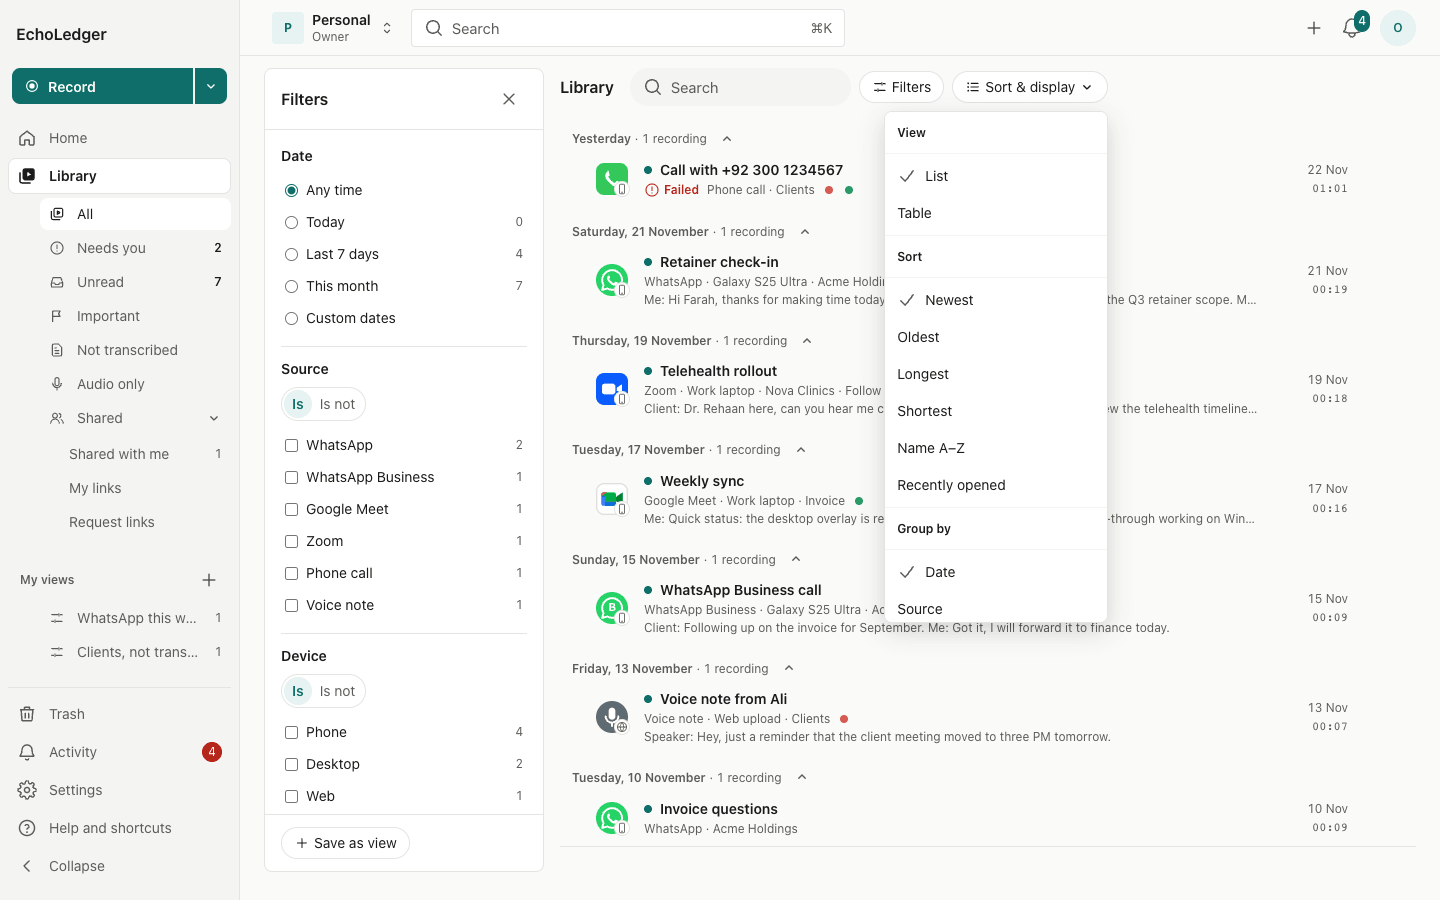 EchoLedger
Record
Home
Library
All
Needs you 2
Unread 7
Important
Not transcribed
Audio only
Shared
Shared with me 1
My links
Request links
My views
WhatsApp this w... 1
Clients, not trans... 1
Trash
Activity 4
Settings
Help and shortcuts
Collapse
P Personal
Owner
Search ⌘K
4
O
Filters
Date
Any time
Today 0
Last 7 days 4
This month 7
Custom dates
Source
Is Is not
WhatsApp 2
WhatsApp Business 1
Google Meet 1
Zoom 1
Phone call 1
Voice note 1
Device
Is Is not
Phone 4
Desktop 2
Web 1
Save as view
Library Search Filters Sort & display
Yesterday · 1 recording
Call with +92 300 1234567 22 Nov
Failed Phone call · Clients 01:01
Saturday, 21 November · 1 recording
Retainer check-in 21 Nov
WhatsApp · Galaxy S25 Ultra · Acme Holdin 00:19
Me: Hi Farah, thanks for making time today the Q3 retainer scope. M...
Thursday, 19 November · 1 recording
Telehealth rollout 19 Nov
Zoom · Work laptop · Nova Clinics · Follow 00:18
Client: Dr. Rehaan here, can you hear me c ew the telehealth timeline...
Tuesday, 17 November · 1 recording
Weekly sync 17 Nov
Google Meet · Work laptop · Invoice 00:16
Me: Quick status: the desktop overlay is re -through working on Win...
Sunday, 15 November · 1 recording
WhatsApp Business call 15 Nov
WhatsApp Business · Galaxy S25 Ultra · Ac 00:09
Client: Following up on the invoice for September. Me: Got it, I will forward it to finance today.
Friday, 13 November · 1 recording
Voice note from Ali 13 Nov
Voice note · Web upload · Clients 00:07
Speaker: Hey, just a reminder that the client meeting moved to three PM tomorrow.
Tuesday, 10 November · 1 recording
Invoice questions 10 Nov
WhatsApp · Acme Holdings 00:09
View
List
Table
Sort
Newest
Oldest
Longest
Shortest
Name A–Z
Recently opened
Group by
Date
Source